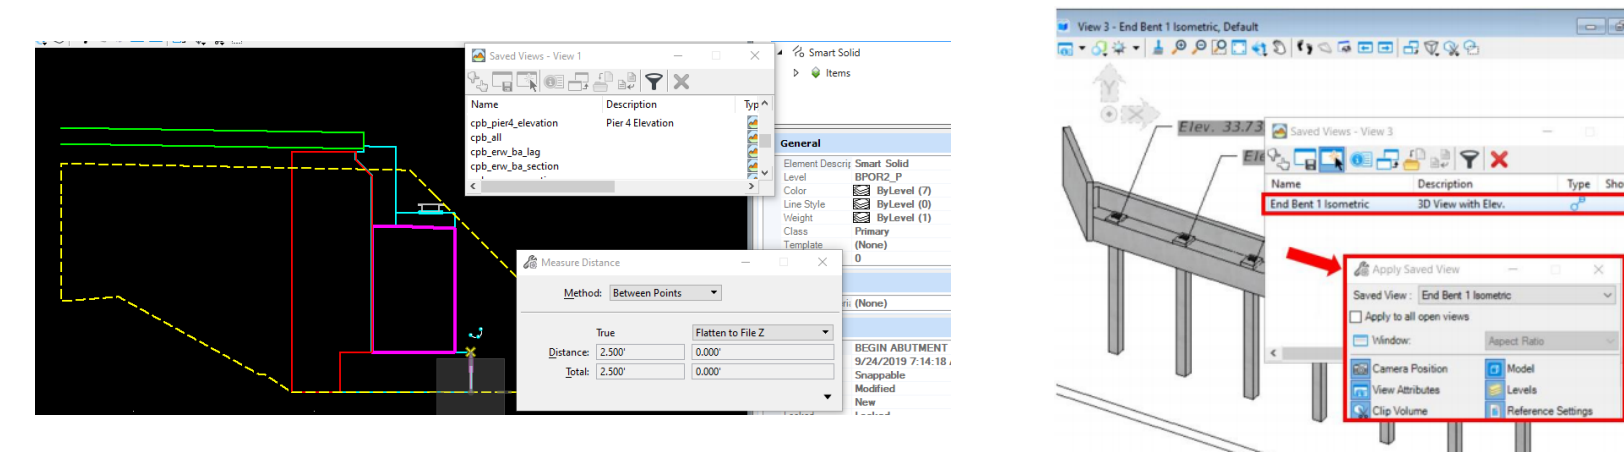 Saved Views - View 1
Name Description Typ
cpb_pier4_elevation Pier 4 Elevation
cpb_all
cpb_erw_ba_lag
cpb_erw_ba_section
Smart Solid
Items
General
Element Descrip Smart Solid
Level BPOR2_P
Color ByLevel (7)
Line Style ByLevel (0)
Weight ByLevel (1)
Class Primary
Template (None)
0
(None)
BEGIN ABUTMENT
9/24/2019 7:14:18
Snappable
Modified
New
Locked Locked
Measure Distance
Method: Between Points
True Flatten to File Z
Distance: 2.500' 0.000'
Total: 2.500' 0.000'
View 3 - End Bent 1 Isometric, Default
Y
X
Elev. 33.73
Ele
Saved Views - View 3
Name Description Type Sho
End Bent 1 Isometric 3D View with Elev.
Apply Saved View
Saved View : End Bent 1 Isometric
Apply to all open views
Window: Aspect Ratio
Camera Position Model
View Attributes Levels
Clip Volume Reference Settings